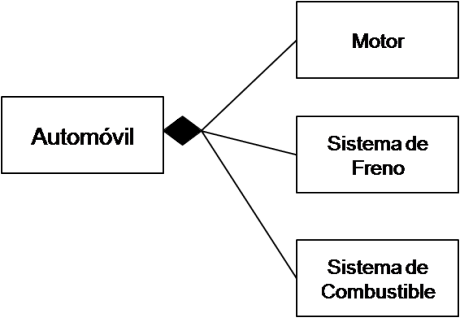 Motor
Automóvil
Sistema de
Freno
Sistema de
Combustible